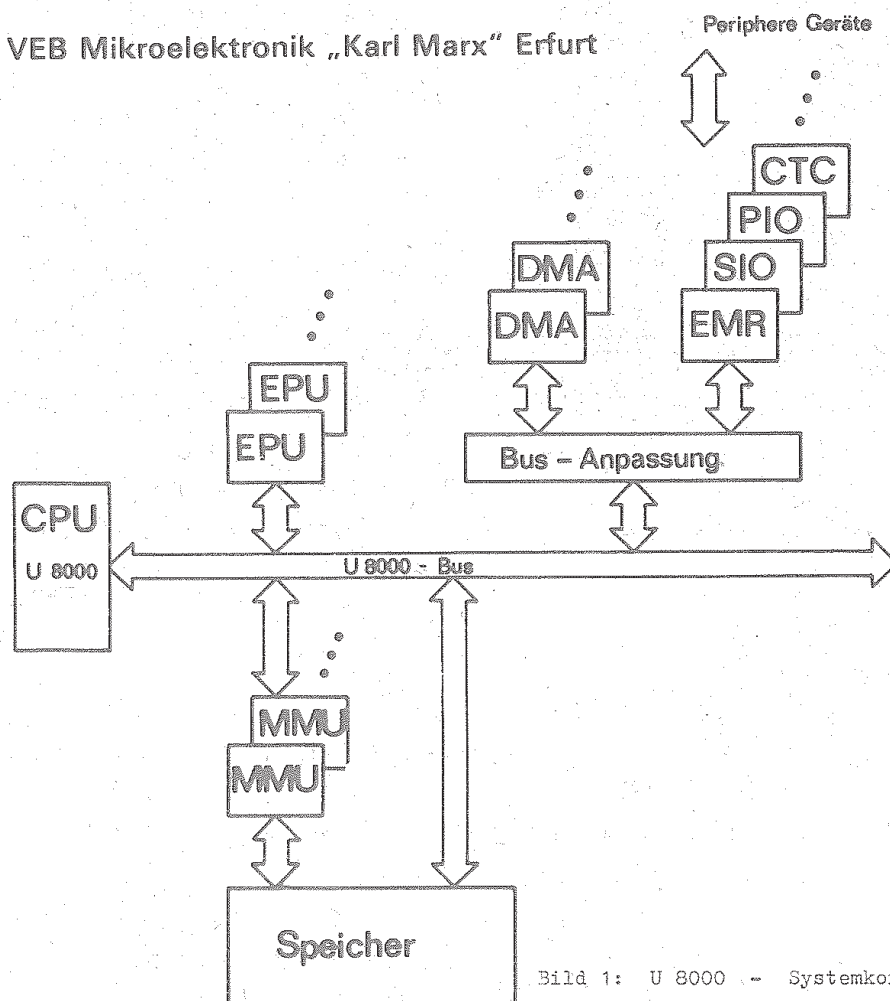 Periphere Geräte
VEB Mikroelektronik „Karl Marx“ Erfurt
CTC
PIO
SIO
EMR
DMA
DMA
EPU
EPU
Bus – Anpassung
CPU
U 8000
U 8000 - Bus
MMU
MMU
Speicher
Bild 1: U 8000 -